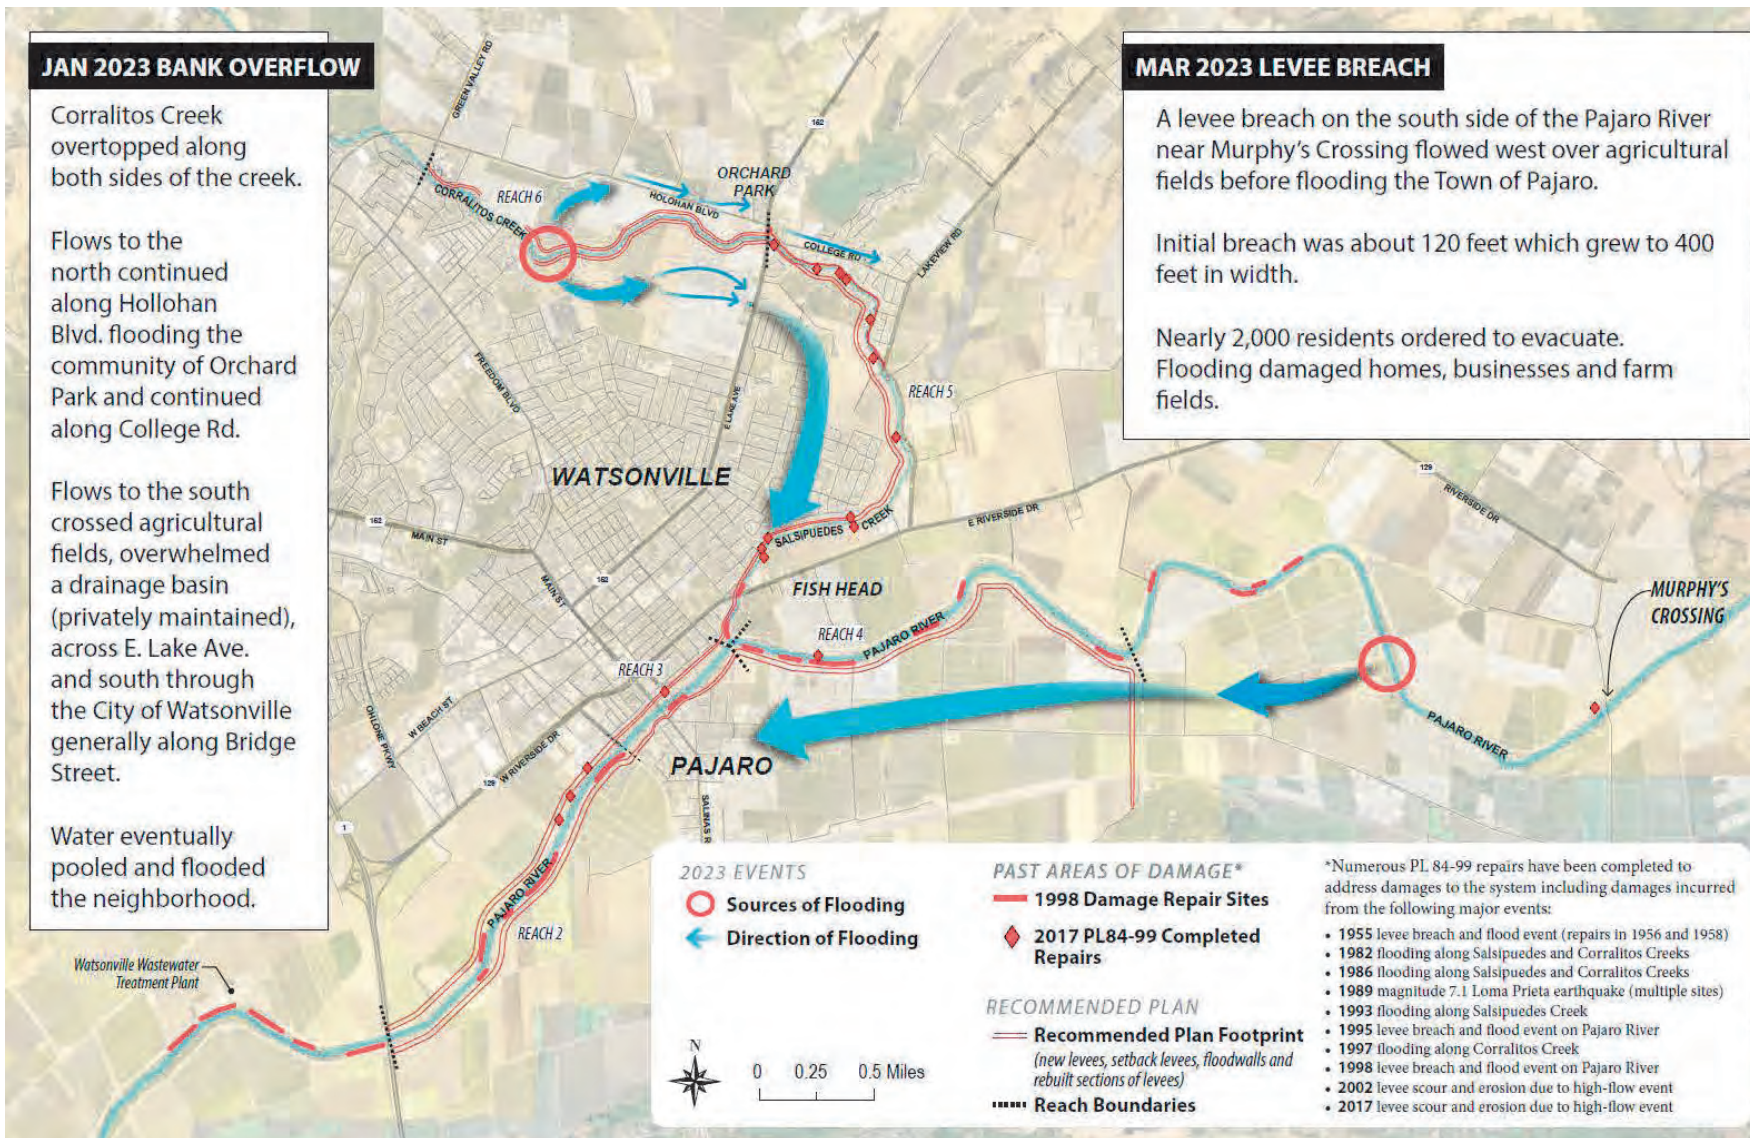 JAN 2023 BANK OVERFLOW
Corralitos Creek
overtopped along
both sides of the creek.
Flows to the
north continued
along Hollohan
Blvd. flooding the
community of Orchard
Park and continued
along College Rd.
Flows to the south
crossed agricultural
fields, overwhelmed
a drainage basin
(privately maintained),
across E. Lake Ave.
and south through
the City of Watsonville
generally along Bridge
Street.
Water eventually
pooled and flooded
the neighborhood.
MAR 2023 LEVEE BREACH
A levee breach on the south side of the Pajaro River
near Murphy's Crossing flowed west over agricultural
fields before flooding the Town of Pajaro.
Initial breach was about 120 feet which grew to 400
feet in width.
Nearly 2,000 residents ordered to evacuate.
Flooding damaged homes, businesses and farm
fields.
GREEN VALLEY RD
152
ORCHARD
PARK
REACH 6
CORRALITOS CREEK
HOLOHAN BLVD
COLLEGE RD
LAKEVIEW RD
FREEDOM BLVD
E LAKE AVE
REACH 5
WATSONVILLE
129
RIVERSIDE DR
152
MAIN ST
E RIVERSIDE DR
SALSIPUEDES
CREEK
MAIN ST
152
FISH HEAD
MURPHY'S
CROSSING
REACH 4
PAJARO RIVER
REACH 3
W BEACH ST
OHLONE PKWY
PAJARO RIVER
W RIVERSIDE DR
129
PAJARO
SALINAS R
1
PAJARO RIVER
REACH 2
Watsonville Wastewater
Treatment Plant
2023 EVENTS
Sources of Flooding
Direction of Flooding
N
0 0.25 0.5 Miles
PAST AREAS OF DAMAGE*
1998 Damage Repair Sites
2017 PL84-99 Completed
Repairs
RECOMMENDED PLAN
Recommended Plan Footprint
(new levees, setback levees, floodwalls and
rebuilt sections of levees)
Reach Boundaries
*Numerous PL 84-99 repairs have been completed to
address damages to the system including damages incurred
from the following major events:
• 1955 levee breach and flood event (repairs in 1956 and 1958)
• 1982 flooding along Salsipuedes and Corralitos Creeks
• 1986 flooding along Salsipuedes and Corralitos Creeks
• 1989 magnitude 7.1 Loma Prieta earthquake (multiple sites)
• 1993 flooding along Salsipuedes Creek
• 1995 levee breach and flood event on Pajaro River
• 1997 flooding along Corralitos Creek
• 1998 levee breach and flood event on Pajaro River
• 2002 levee scour and erosion due to high-flow event
• 2017 levee scour and erosion due to high-flow event